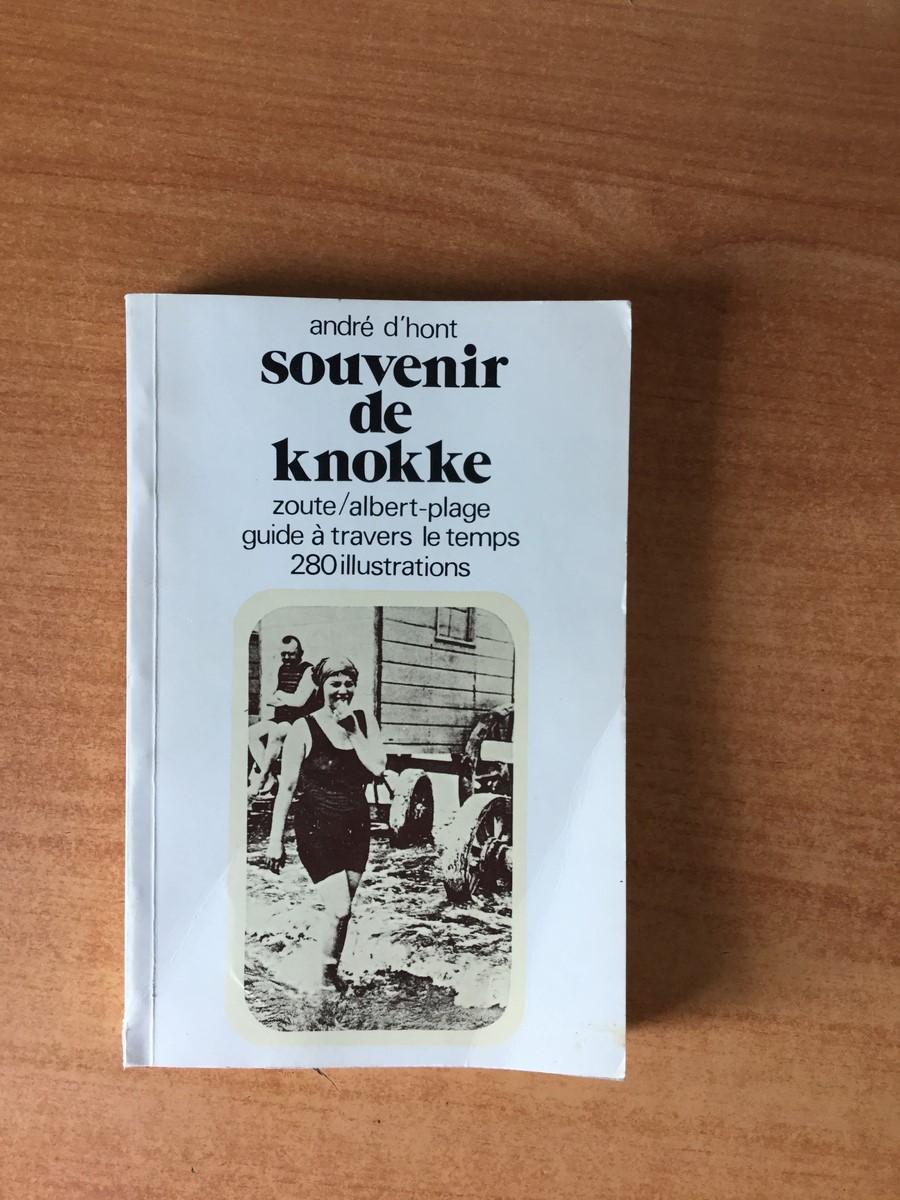 andré d'hont
souvenir
de
knokke
zoute/albert-plage
guide à travers le temps
280 illustrations